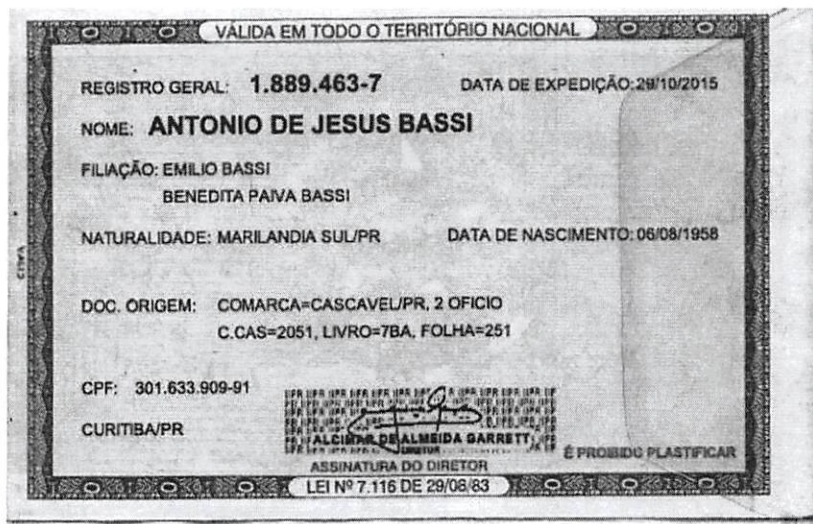 VÁLIDA EM TODO O TERRITÓRIO NACIONAL
REGISTRO GERAL: 1.889.463-7 DATA DE EXPEDIÇÃO: 29/10/2015
NOME: ANTONIO DE JESUS BASSI
FILIAÇÃO: EMILIO BASSI
BENEDITA PAIVA BASSI
NATURALIDADE: MARILANDIA SUL/PR DATA DE NASCIMENTO: 06/08/1958
DOC. ORIGEM: COMARCA=CASCAVEL/PR, 2 OFICIO
C.CAS=2051, LIVRO=7BA, FOLHA=251
CPF: 301.633.909-91
CURITIBA/PR
ALCIMAR DE ALMEIDA GARRETT
DIRETOR
É PROIBIDO PLASTIFICAR
ASSINATURA DO DIRETOR
LEI Nº 7.116 DE 29/08/83